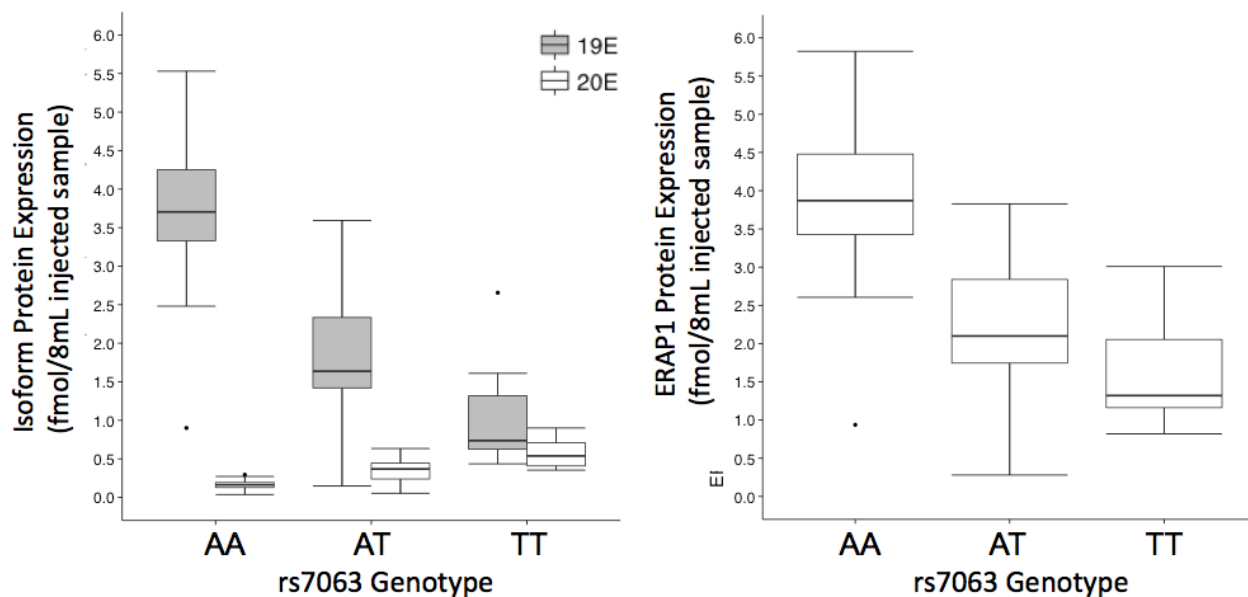 Isoform Protein Expression
(fmol/8mL injected sample)
6.0
5.5
5.0
4.5
4.0
3.5
3.0
2.5
2.0
1.5
1.0
0.5
0.0
19E
20E
AA AT TT
rs7063 Genotype
ERAP1 Protein Expression
(fmol/8mL injected sample)
6.0
5.5
5.0
4.5
4.0
3.5
3.0
2.5
2.0
1.5
1.0
0.5
0.0
AA AT TT
rs7063 Genotype